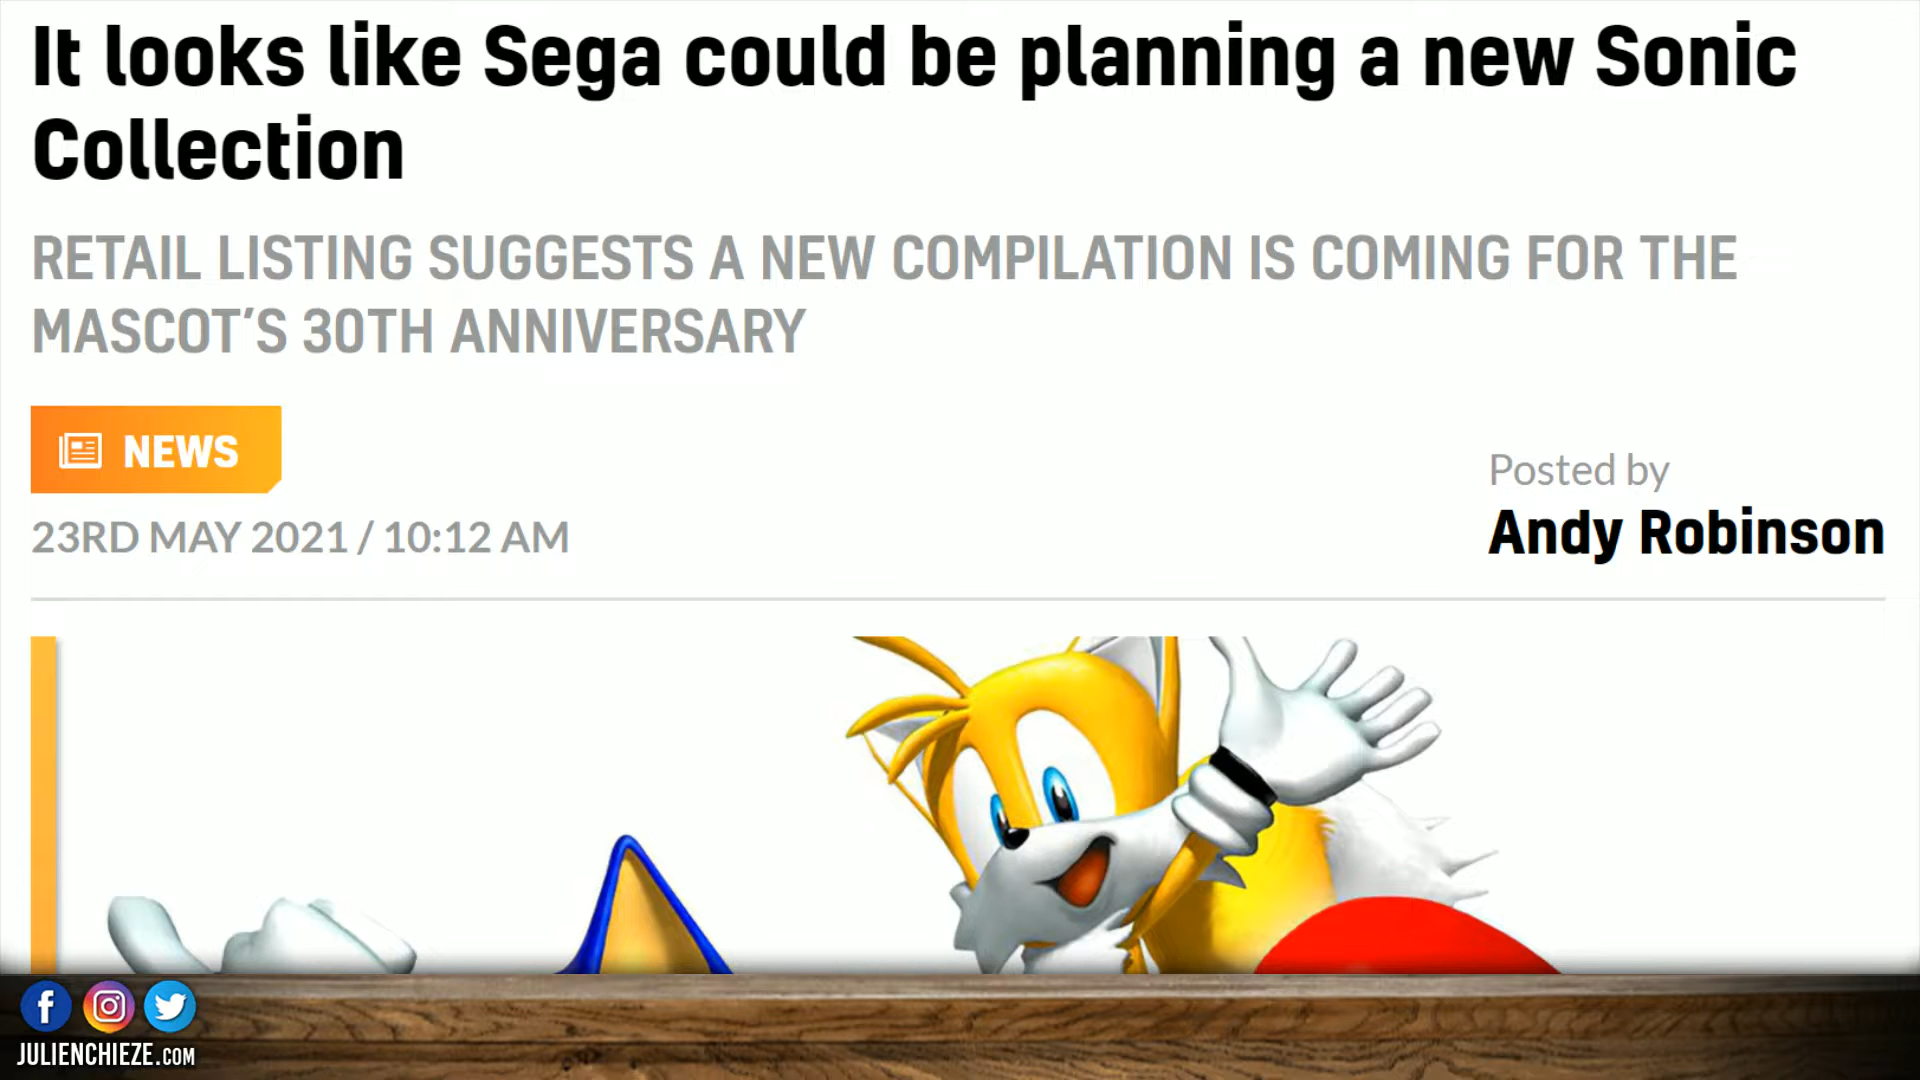 It looks like Sega could be planning a new Sonic
Collection
RETAIL LISTING SUGGESTS A NEW COMPILATION IS COMING FOR THE
MASCOT’S 30TH ANNIVERSARY
NEWS
23RD MAY 2021 / 10:12 AM
Posted by
Andy Robinson
JULIENCHIEZE.COM